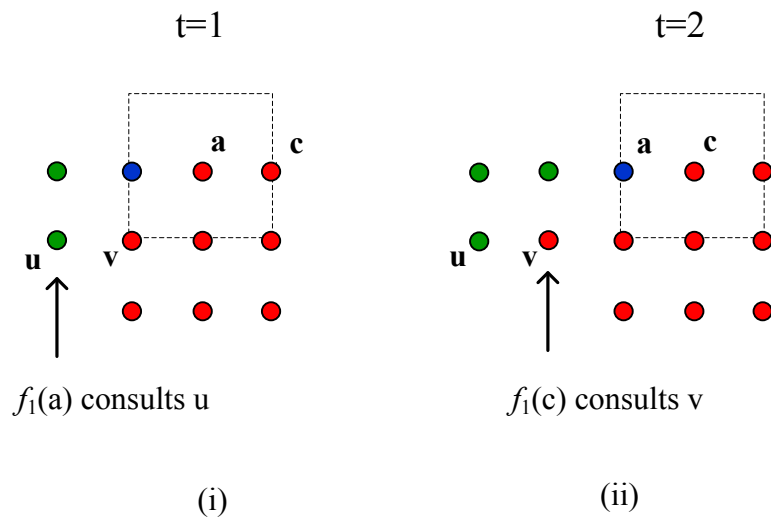 t=1
t=2
a
c
a
c
u
v
u
v
f1(a) consults u
f1(c) consults v
(i)
(ii)